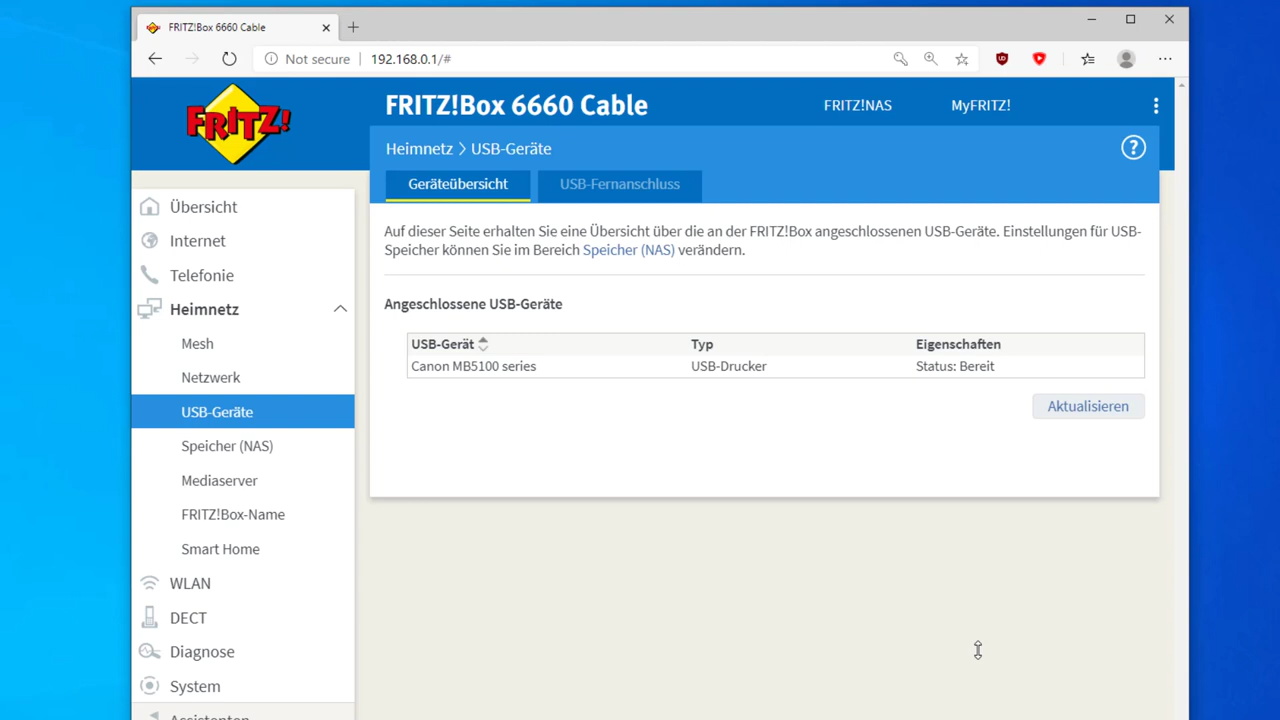 FRITZ!Box 6660 Cable
Not secure
192.168.0.1/#
FRITZ!
FRITZ!Box 6660 Cable
FRITZ!NAS
MyFRITZ!
Heimnetz > USB-Geräte
?
Geräteübersicht
USB-Fernanschluss
Auf dieser Seite erhalten Sie eine Übersicht über die an der FRITZ!Box angeschlossenen USB-Geräte. Einstellungen für USB-
Speicher können Sie im Bereich Speicher (NAS) verändern.
Angeschlossene USB-Geräte
USB-Gerät Typ Eigenschaften
Canon MB5100 series USB-Drucker Status: Bereit
Aktualisieren
Übersicht
Internet
Telefonie
Heimnetz
Mesh
Netzwerk
USB-Geräte
Speicher (NAS)
Mediaserver
FRITZ!Box-Name
Smart Home
WLAN
DECT
Diagnose
System
Assistenten